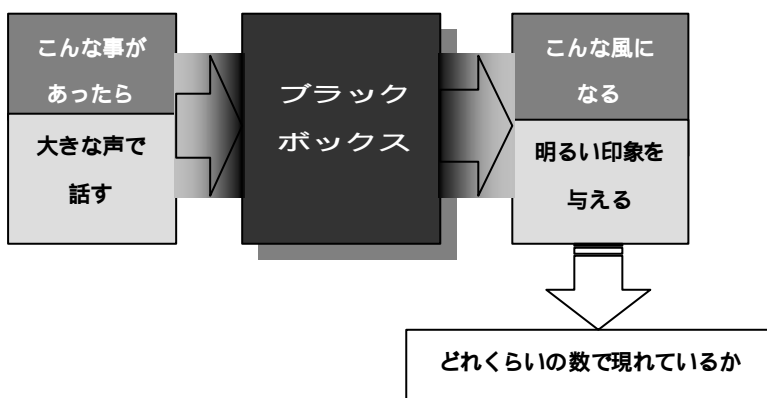 こんな事が
あったら
大きな声で
話す
ブラック
ボックス
こんな風に
なる
明るい印象を
与える
どれくらいの数で現れているか